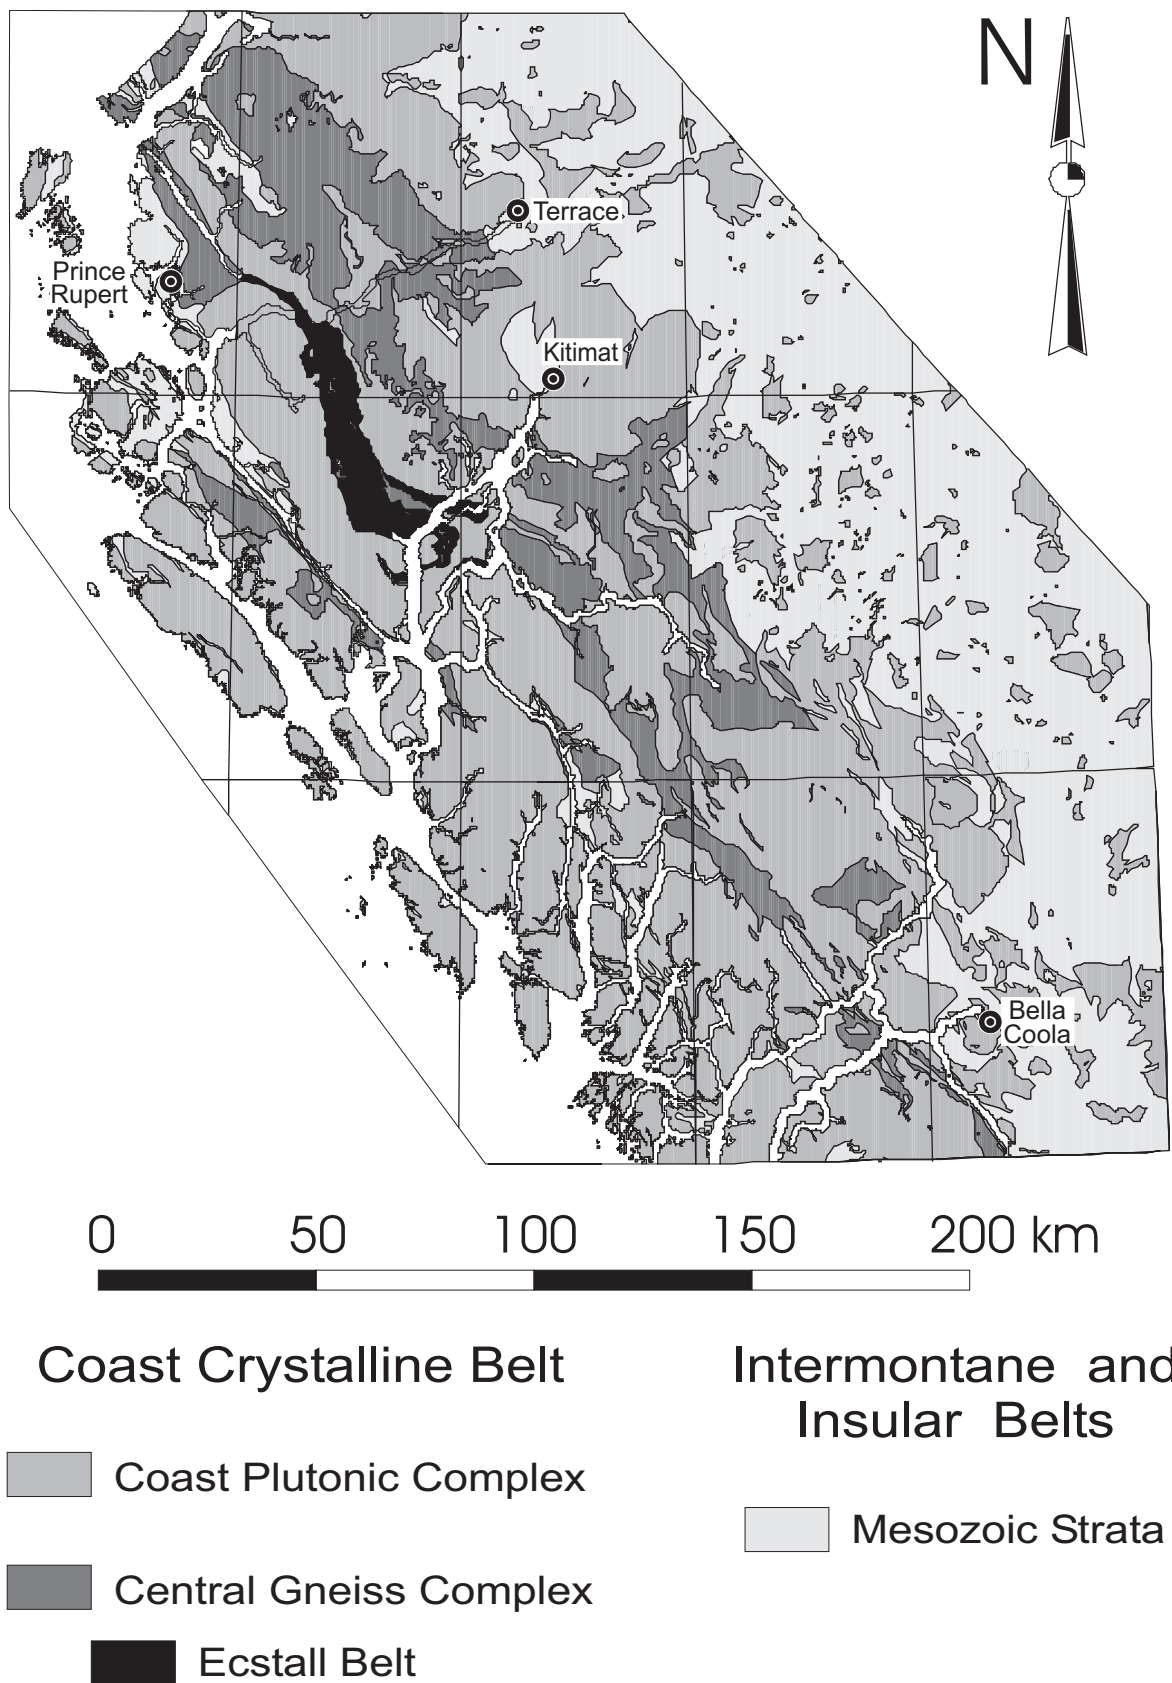 N
Terrace
Prince
Rupert
Kitimat
Bella
Coola
0 50 100 150 200 km
Coast Crystalline Belt
Intermontane and
Insular Belts
Coast Plutonic Complex
Mesozoic Strata
Central Gneiss Complex
Ecstall Belt